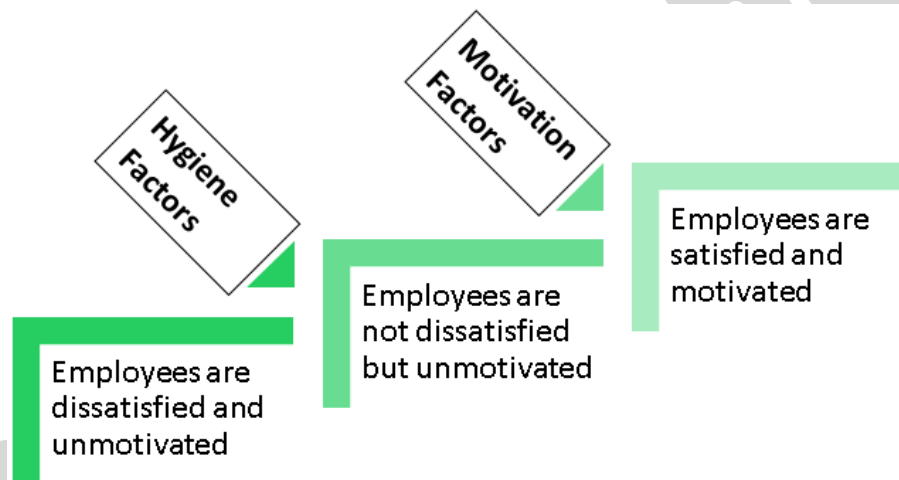 Hygiene
Factors
Motivation
Factors
Employees are
dissatisfied and
unmotivated
Employees are
not dissatisfied
but unmotivated
Employees are
satisfied and
motivated